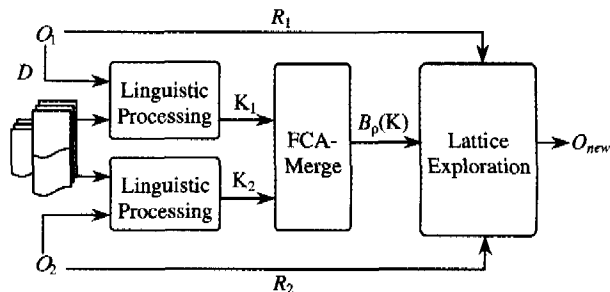 R1
O1
D
Linguistic
Processing
K1
FCA-
Merge
Bρ(K)
Lattice
Exploration
Onew
Linguistic
Processing
K2
O2
R2